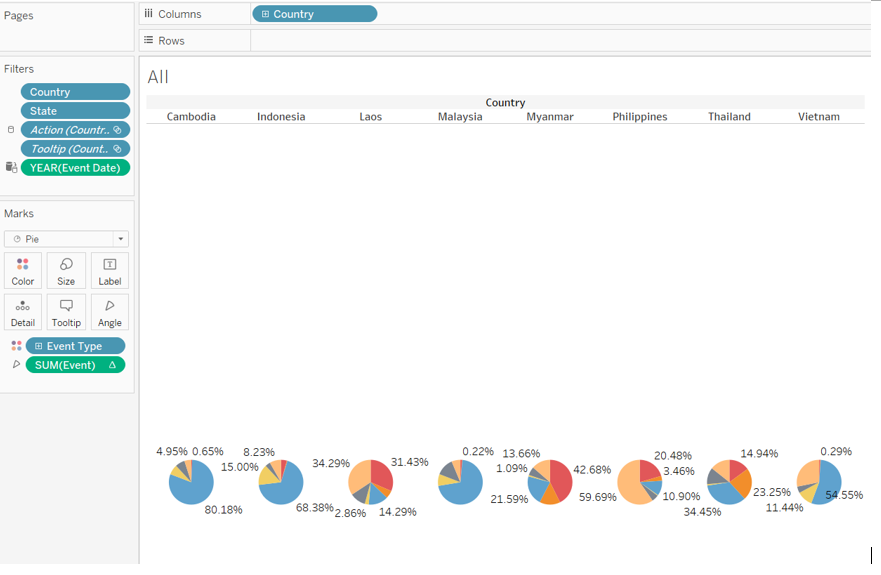 Pages
Columns
Country
Rows
Filters
Country
State
Action (Countr..
Tooltip (Count..
YEAR(Event Date)
Marks
Pie
Color
Size
Label
Detail
Tooltip
Angle
Event Type
SUM(Event)
All
Country
Cambodia Indonesia Laos Malaysia Myanmar Philippines Thailand Vietnam
4.95% 0.65%
80.18%
8.23%
15.00%
68.38%
34.29%
31.43%
2.86%
14.29%
0.22%
13.66%
1.09%
42.68%
21.59%
20.48%
3.46%
59.69%
10.90%
14.94%
23.25%
34.45%
0.29%
54.55%
11.44%